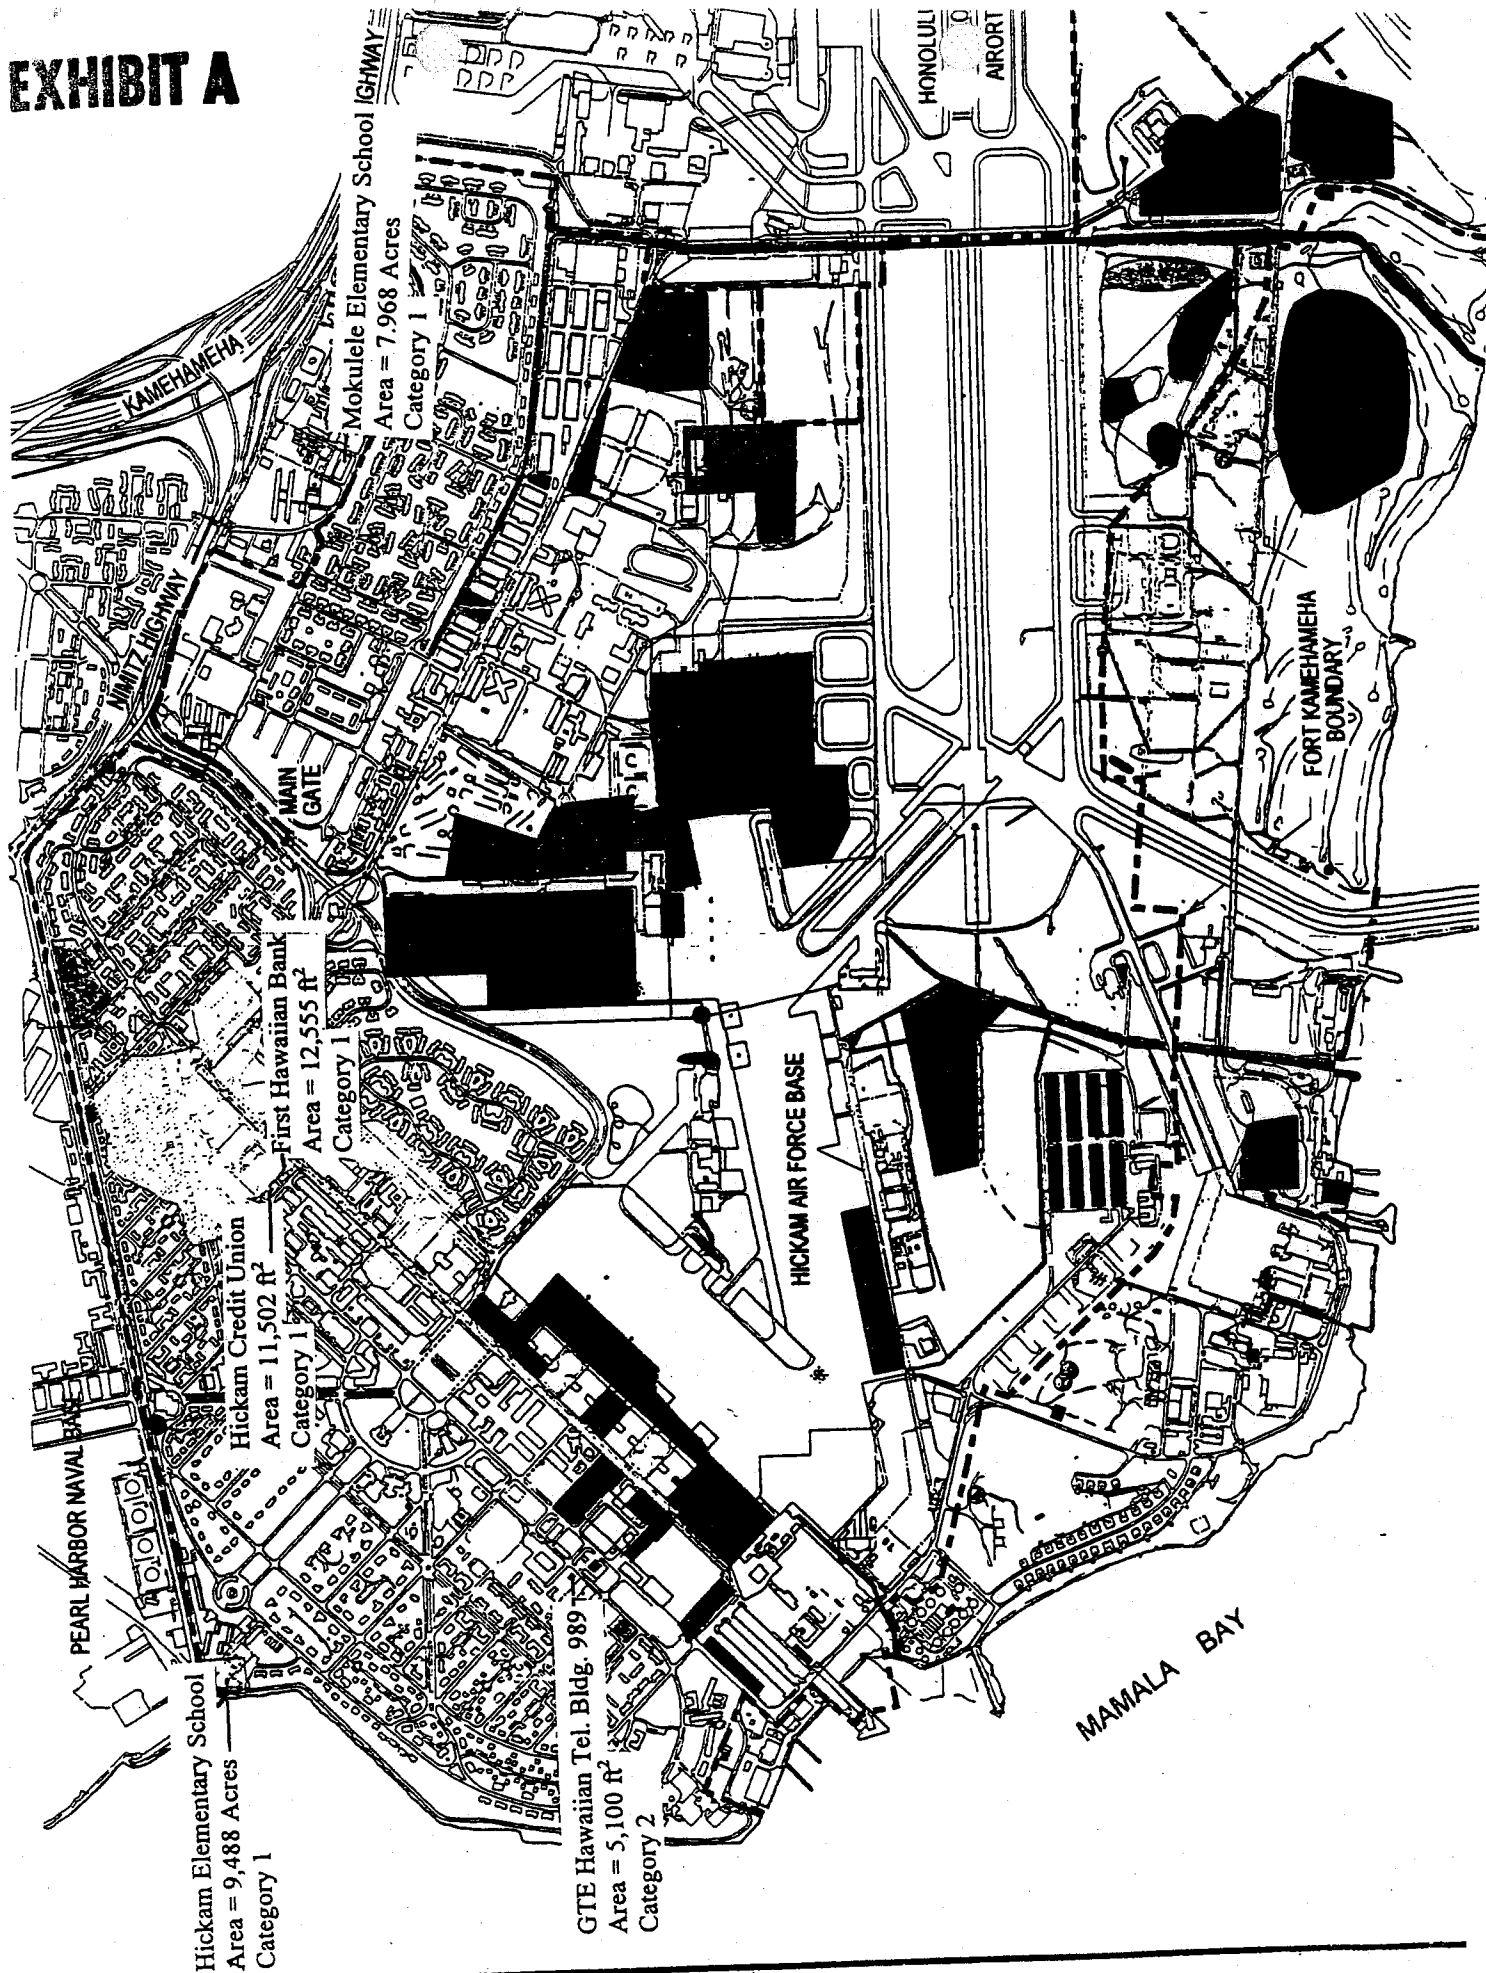 EXHIBIT A
KAMEHAMEHA
IGHWAY
Mokulele Elementary School
Area = 7.968 Acres
Category 1
HONOLUL
AIRORT
NIMITZ HIGHWAY
MAIN
GATE
First Hawaiian Bank
Area = 12,555 ft²
Category 1
Hickam Credit Union
Area = 11,502 ft²
Category 1
PEARL HARBOR NAVAL BASE
Hickam Elementary School
Area = 9,488 Acres
Category 1
GTE Hawaiian Tel. Bldg. 989
Area = 5,100 ft²
Category 2
HICKAM AIR FORCE BASE
FORT KAMEHAMEHA
BOUNDARY
MAMALA BAY